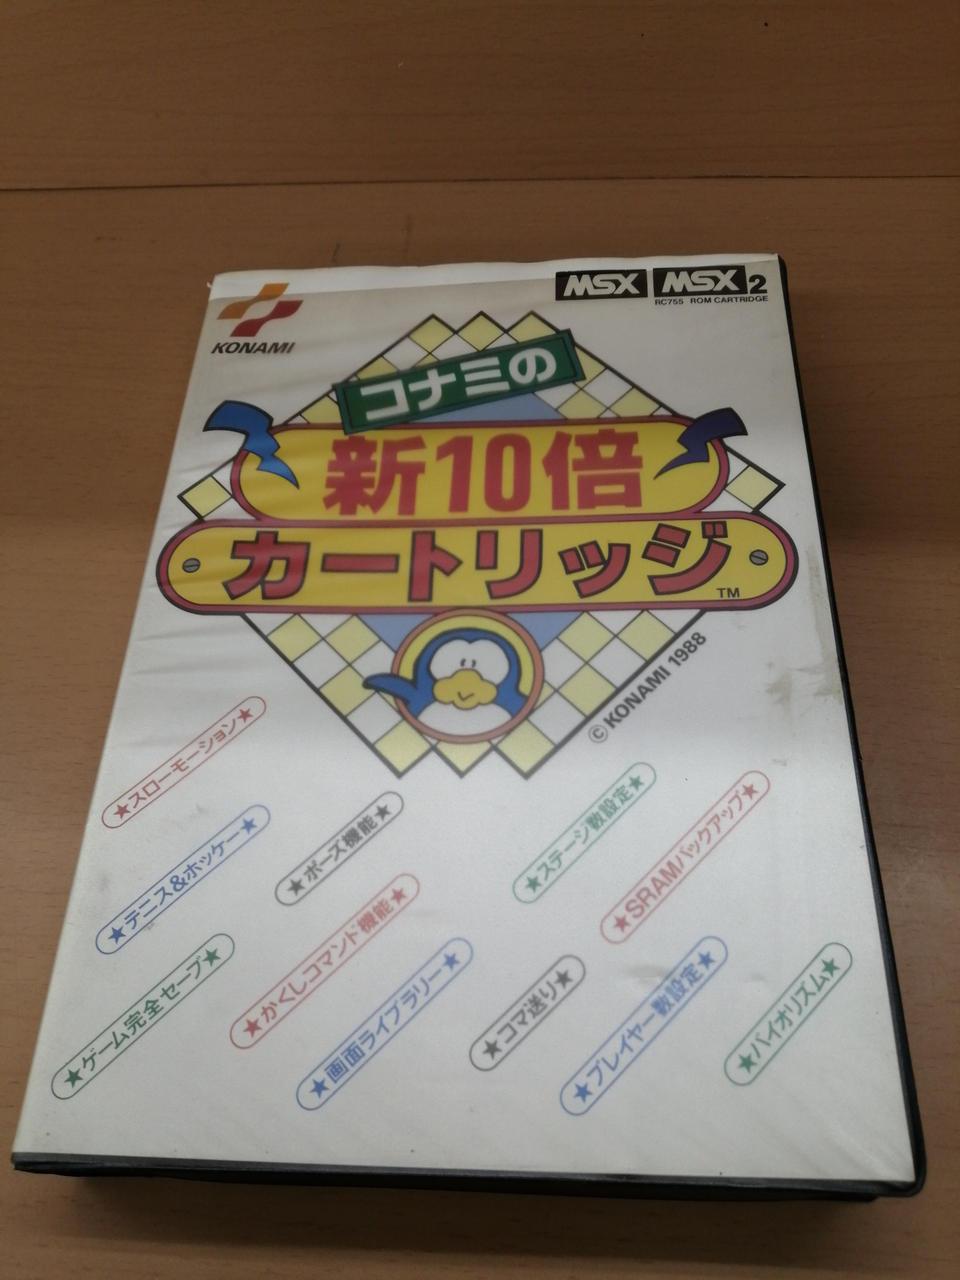 KONAMI
MSX MSX2
RC755 ROM CARTRIDGE
コナミの
新10倍
カートリッジ
TM
© KONAMI 1988
★スローモーション★
★テニス&ホッケー★
★ポーズ機能★
★ステージ数設定★
★SRAMバックアップ★
★ゲーム完全セーブ★
★かくしコマンド機能★
★画面ライブラリー★
★コマ送り★
★プレイヤー数設定★
★バイオリズム★